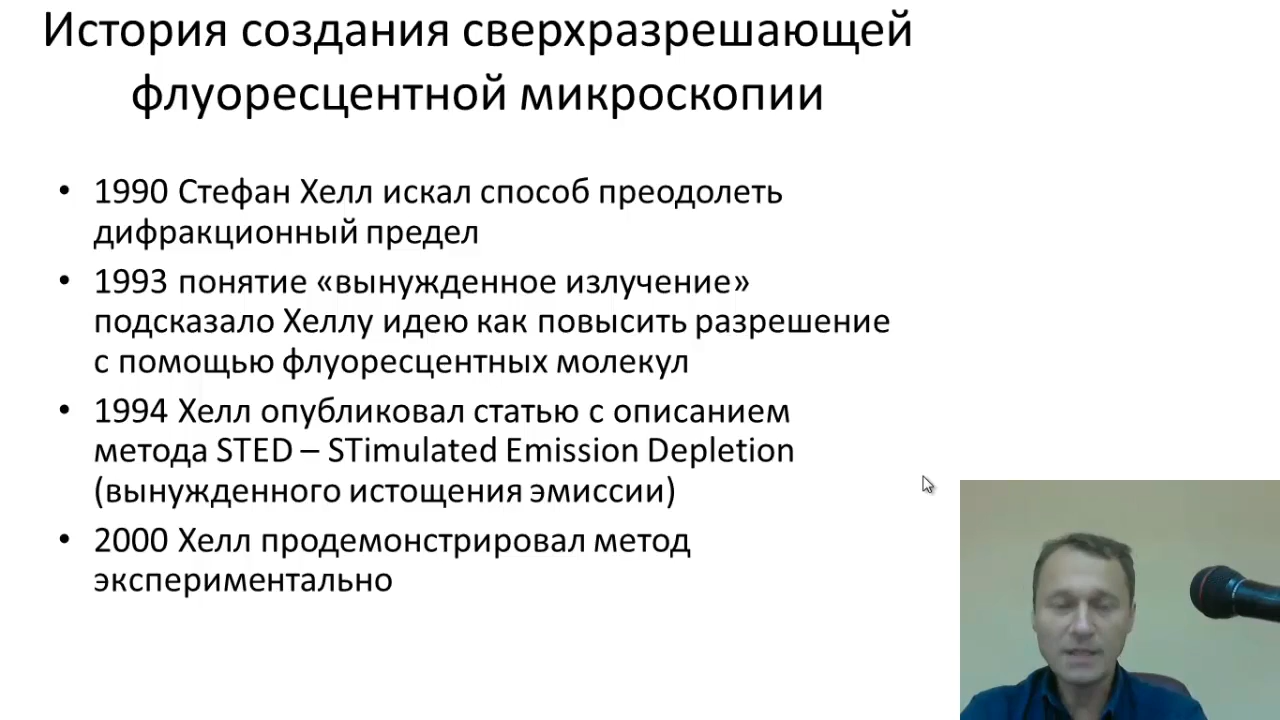 История создания сверхразрешающей
флуоресцентной микроскопии
• 1990 Стефан Хелл искал способ преодолеть
дифракционный предел
• 1993 понятие «вынужденное излучение»
подсказало Хеллу идею как повысить разрешение
с помощью флуоресцентных молекул
• 1994 Хелл опубликовал статью с описанием
метода STED – STimulated Emission Depletion
(вынужденного истощения эмиссии)
• 2000 Хелл продемонстрировал метод
экспериментально